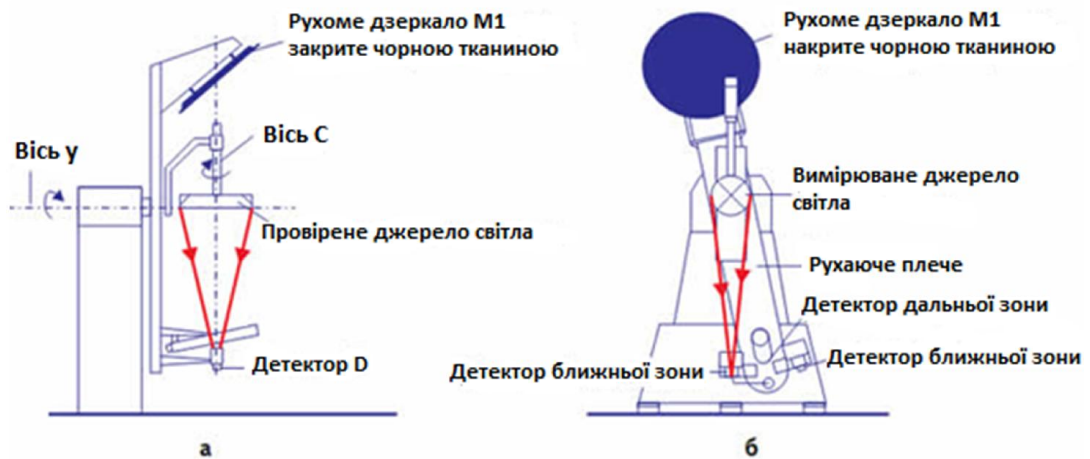 Рухоме дзеркало М1
закрите чорною тканиною
Вісь С
Вісь у
Провірене джерело світла
Детектор D
а
Рухоме дзеркало М1
накрите чорною тканиною
Вимірюване джерело
світла
Рухаюче плече
Детектор дальньої зони
Детектор ближньої зони
Детектор ближньої зони
б